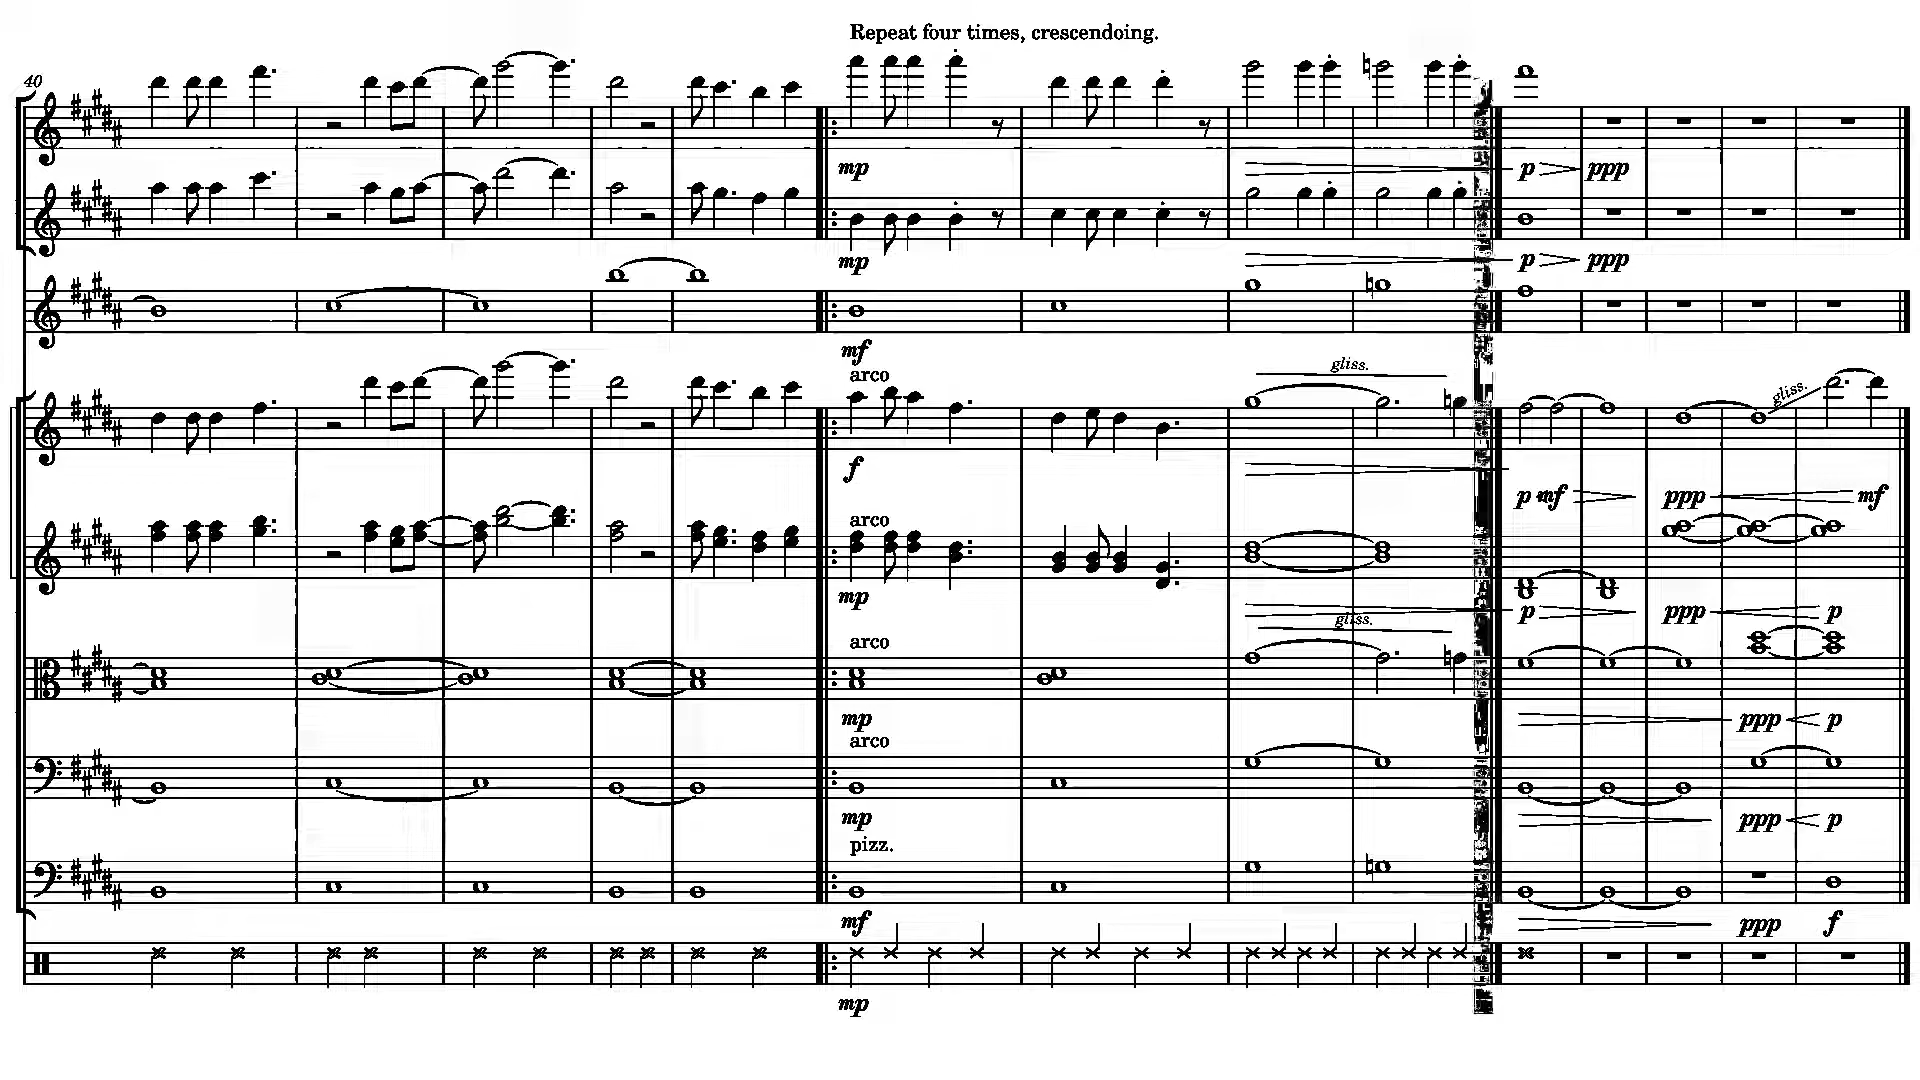 Repeat four times, crescendoing.
40
mp
p ppp
mp
p ppp
mf
arco
gliss.
gliss.
f
p mf ppp mf
arco
mp
p ppp p
gliss.
arco
mp
ppp p
arco
mp
ppp p
pizz.
mf
ppp f
mp